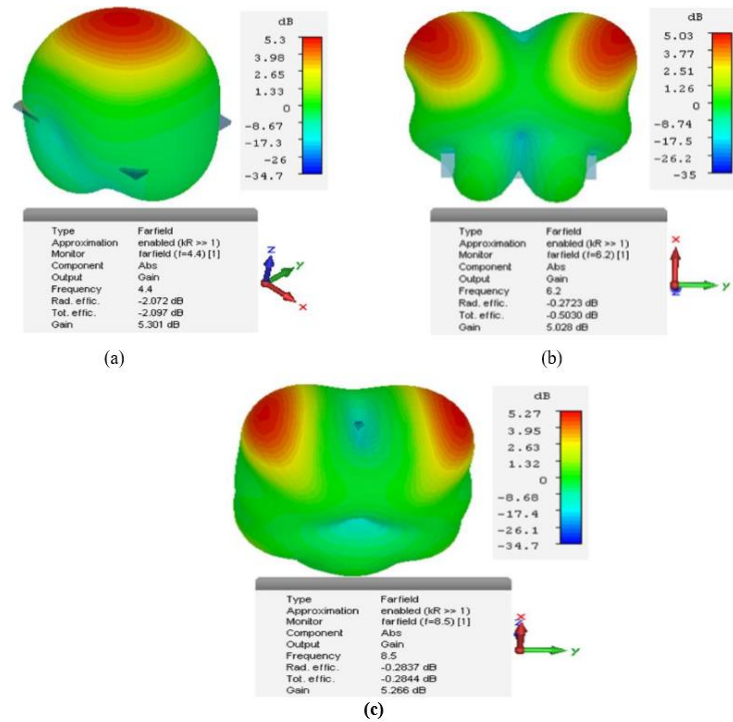 dB
5.3
3.98
2.65
1.33
0
-8.67
-17.3
-26
-34.7
Type Farfield
Approximation enabled (kR >> 1)
Monitor farfield (f=4.4) [1]
Component Abs
Output Gain
Frequency 4.4
Rad. effic. -2.072 dB
Tot. effic. -2.097 dB
Gain 5.301 dB
z
y
x
(a)
dB
5.03
3.77
2.51
1.26
0
-8.74
-17.5
-26.2
-35
Type Farfield
Approximation enabled (kR >> 1)
Monitor farfield (f=6.2) [1]
Component Abs
Output Gain
Frequency 6.2
Rad. effic. -0.2723 dB
Tot. effic. -0.5030 dB
Gain 5.028 dB
x
z
y
(b)
dB
5.27
3.95
2.63
1.32
0
-8.68
-17.4
-26.1
-34.7
Type Farfield
Approximation enabled (kR >> 1)
Monitor farfield (f=8.5) [1]
Component Abs
Output Gain
Frequency 8.5
Rad. effic. -0.2837 dB
Tot. effic. -0.2844 dB
Gain 5.266 dB
x
y
(c)